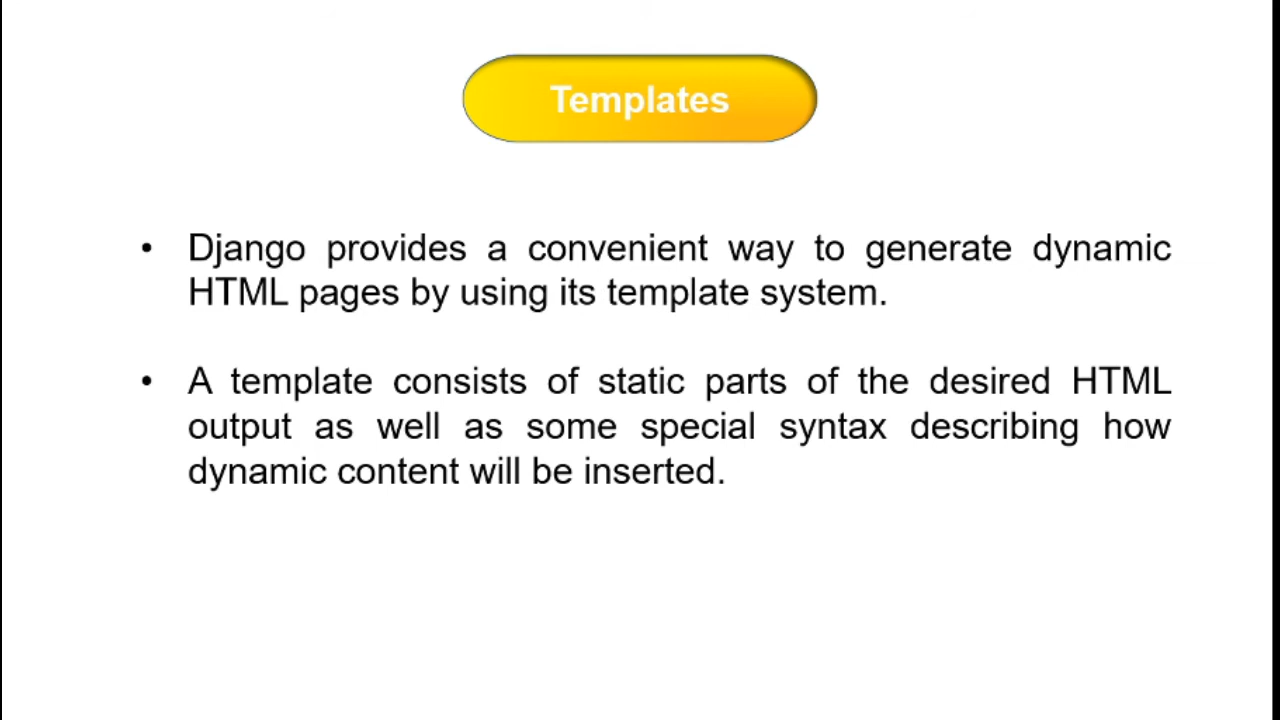 Templates
• Django provides a convenient way to generate dynamic
HTML pages by using its template system.
• A template consists of static parts of the desired HTML
output as well as some special syntax describing how
dynamic content will be inserted.